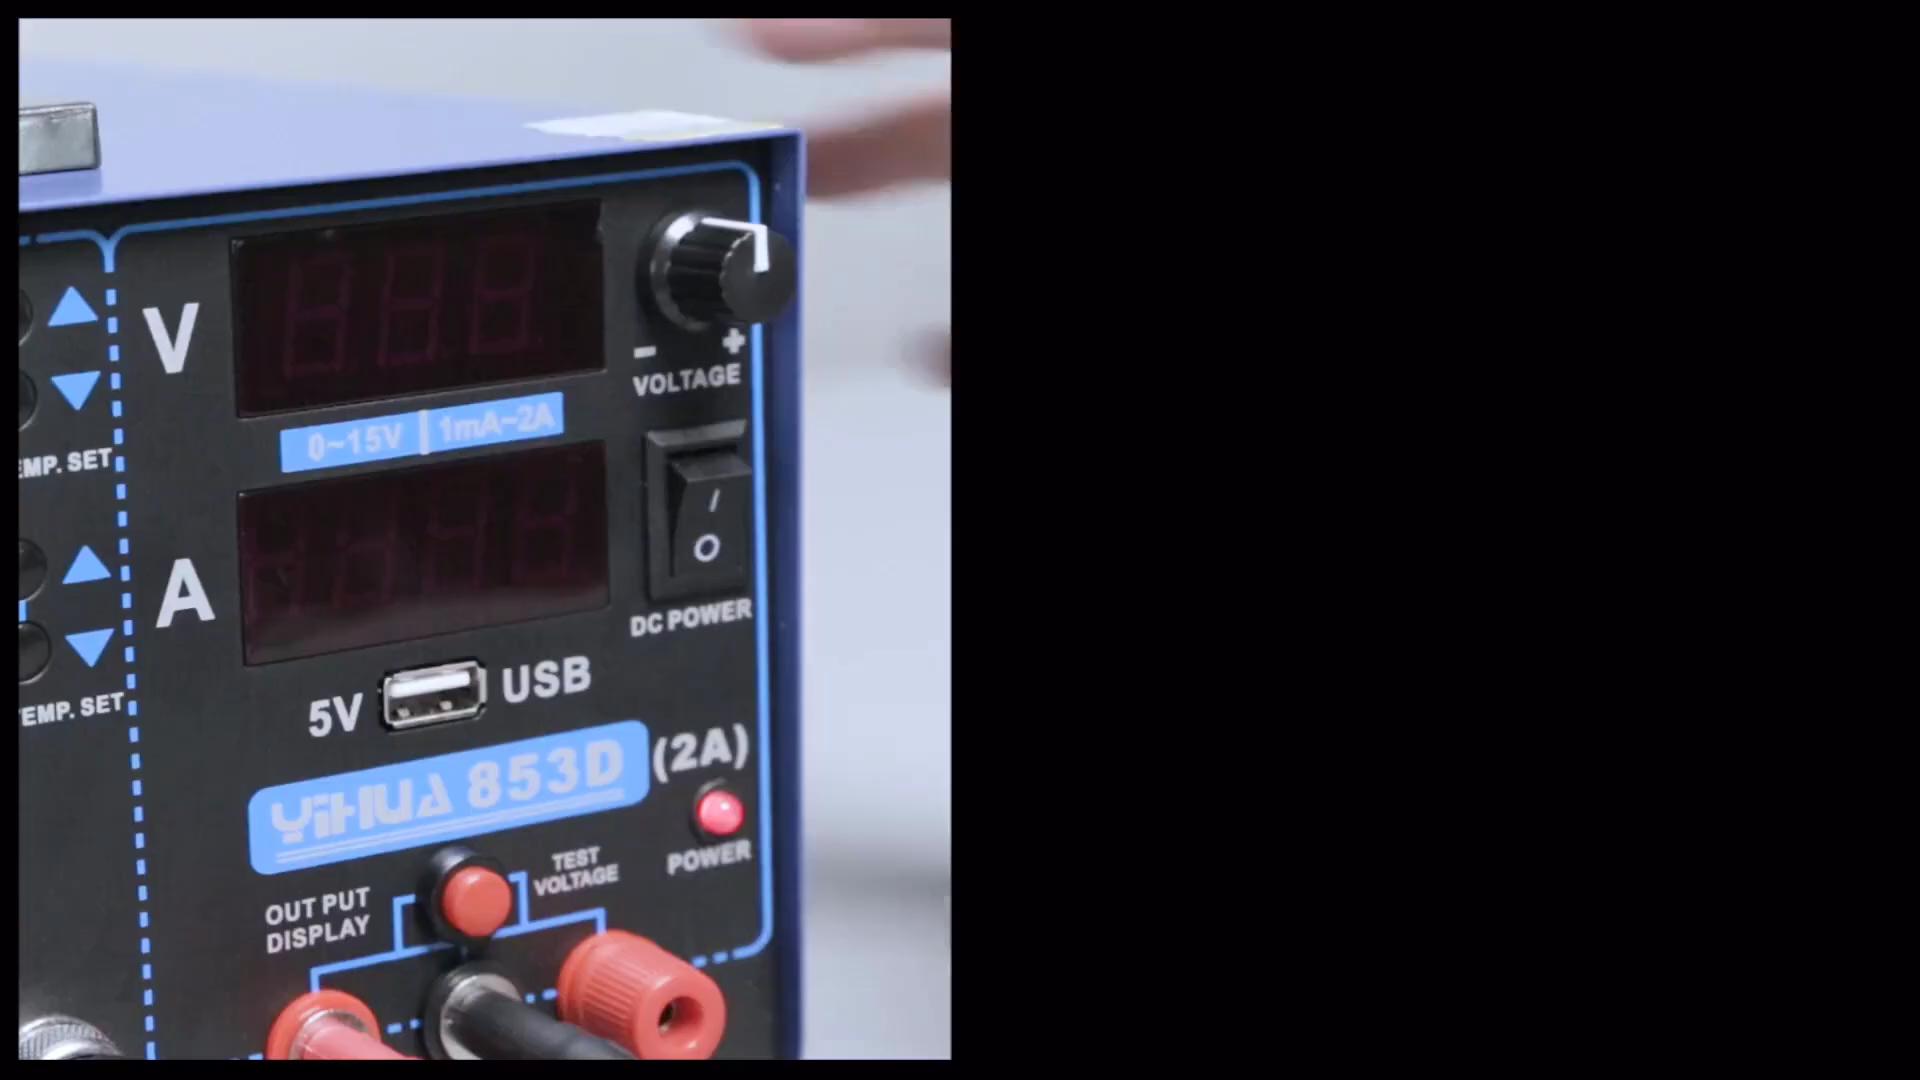 V
- +
VOLTAGE
0~15V | 1mA~2A
EMP. SET
/
O
A
DC POWER
5V USB
EMP. SET
YiHUA 853D (2A)
POWER
TEST
VOLTAGE
OUT PUT
DISPLAY